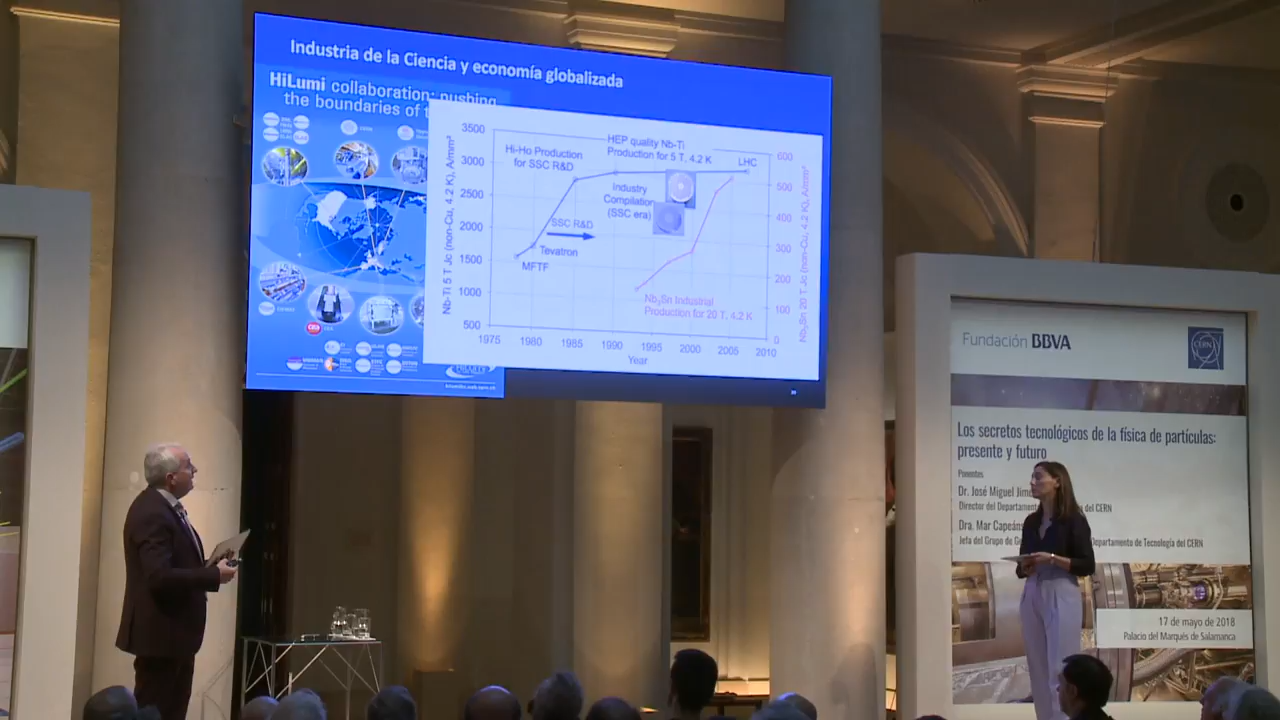 Industria de la Ciencia y economía globalizada
HiLumi collaboration: pushing
the boundaries of t
3500
3000
2500
2000
1500
1000
500
Nb-Ti 5 T Jc (non-Cu, 4.2 K), A/mm²
Hi-Ho Production
for SSC R&D
HEP quality Nb-Ti
Production for 5 T, 4.2 K
LHC
Industry
Compilation
(SSC era)
SSC R&D
Tevatron
MFTF
Nb₃Sn Industrial
Production for 20 T, 4.2 K
600
500
400
300
200
100
0
Nb₃Sn 20 T Jc (non-Cu, 4.2 K), A/mm²
1975 1980 1985 1990 1995 2000 2005 2010
Year
CERN
Fundación BBVA
CERN
Los secretos tecnológicos de la física de partículas:
presente y futuro
Ponentes
Dr. José Miguel Jim
Director del Departament a del CERN
Dra. Mar Capeáns
Jefa del Grupo de G Departamento de Tecnología del CERN
17 de mayo de 2018
Palacio del Marqués de Salamanca